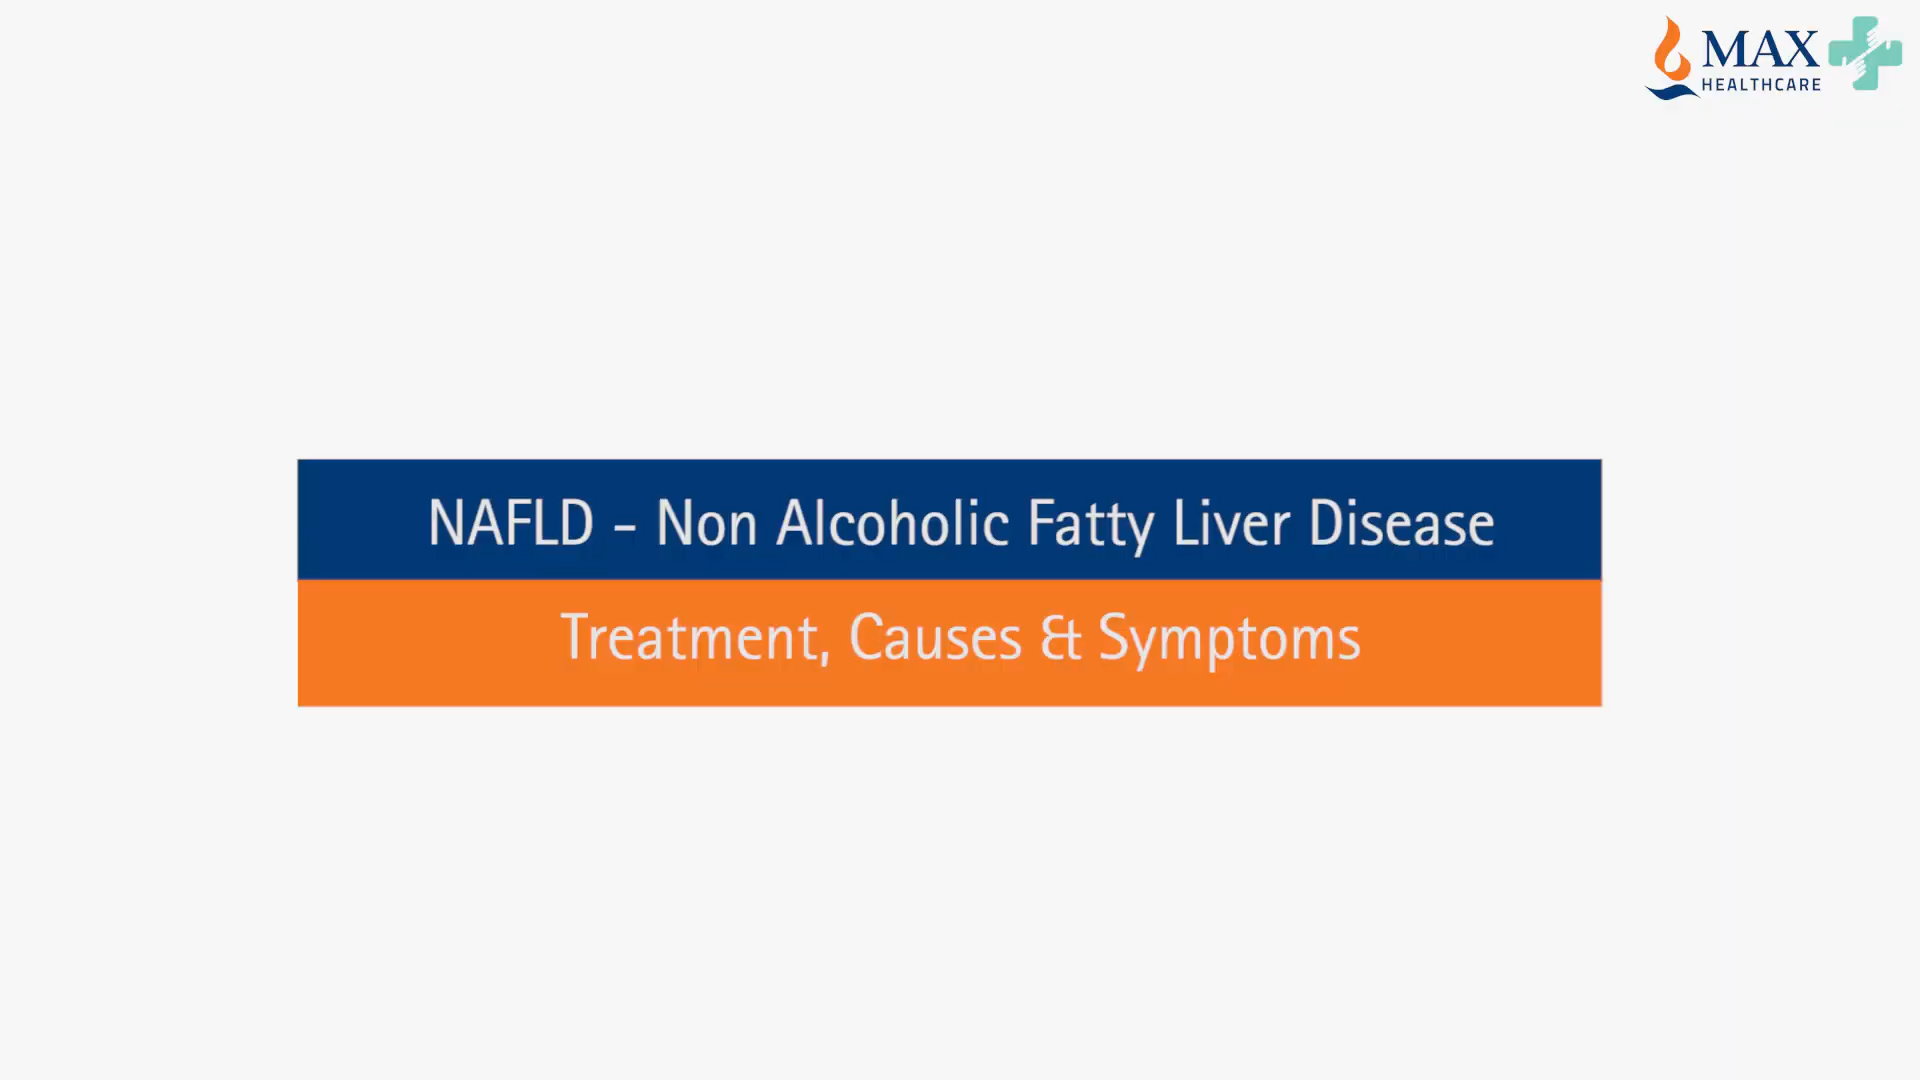 MAX
HEALTHCARE
NAFLD - Non Alcoholic Fatty Liver Disease
Treatment, Causes & Symptoms